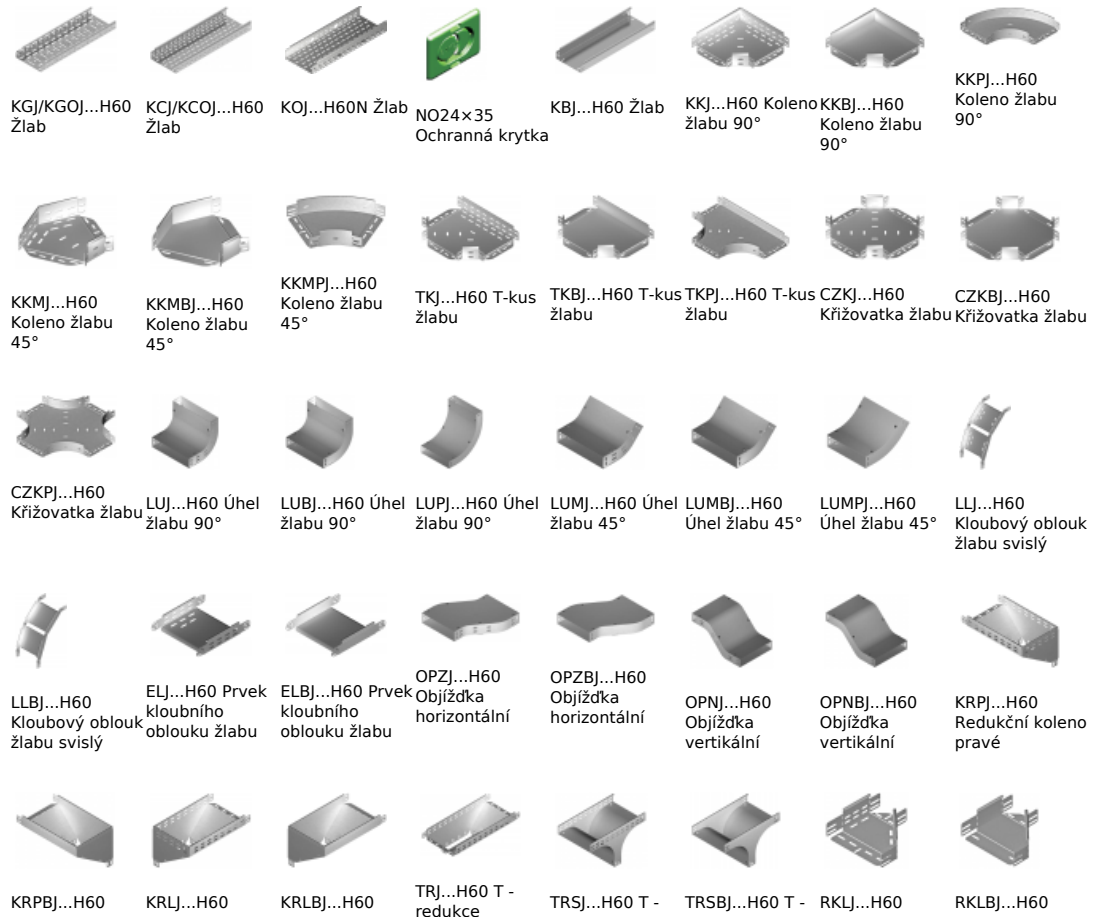 KGJ/KGOJ...H60
Žlab
KCJ/KCOJ...H60
Žlab
KOJ...H60N Žlab
NO24×35
Ochranná krytka
KBJ...H60 Žlab
KKJ...H60 Koleno
žlabu 90°
KKBJ...H60
Koleno žlabu
90°
KKPJ...H60
Koleno žlabu
90°
KKMJ...H60
Koleno žlabu
45°
KKMBJ...H60
Koleno žlabu
45°
KKMPJ...H60
Koleno žlabu
45°
TKJ...H60 T-kus
žlabu
TKBJ...H60 T-kus
žlabu
TKPJ...H60 T-kus
žlabu
CZKJ...H60
Křižovatka žlabu
CZKBJ...H60
Křižovatka žlabu
CZKPJ...H60
Křižovatka žlabu
LUJ...H60 Úhel
žlabu 90°
LUBJ...H60 Úhel
žlabu 90°
LUPJ...H60 Úhel
žlabu 90°
LUMJ...H60 Úhel
žlabu 45°
LUMBJ...H60
Úhel žlabu 45°
LUMPJ...H60
Úhel žlabu 45°
LLJ...H60
Kloubový oblouk
žlabu svislý
LLBJ...H60
Kloubový oblouk
žlabu svislý
ELJ...H60 Prvek
kloubního
oblouku žlabu
ELBJ...H60 Prvek
kloubního
oblouku žlabu
OPZJ...H60
Objížďka
horizontální
OPZBJ...H60
Objížďka
horizontální
OPNJ...H60
Objížďka
vertikální
OPNBJ...H60
Objížďka
vertikální
KRPJ...H60
Redukční koleno
pravé
KRPBJ...H60
KRLJ...H60
KRLBJ...H60
TRJ...H60 T -
redukce
TRSJ...H60 T -
TRSBJ...H60 T -
RKLJ...H60
RKLBJ...H60